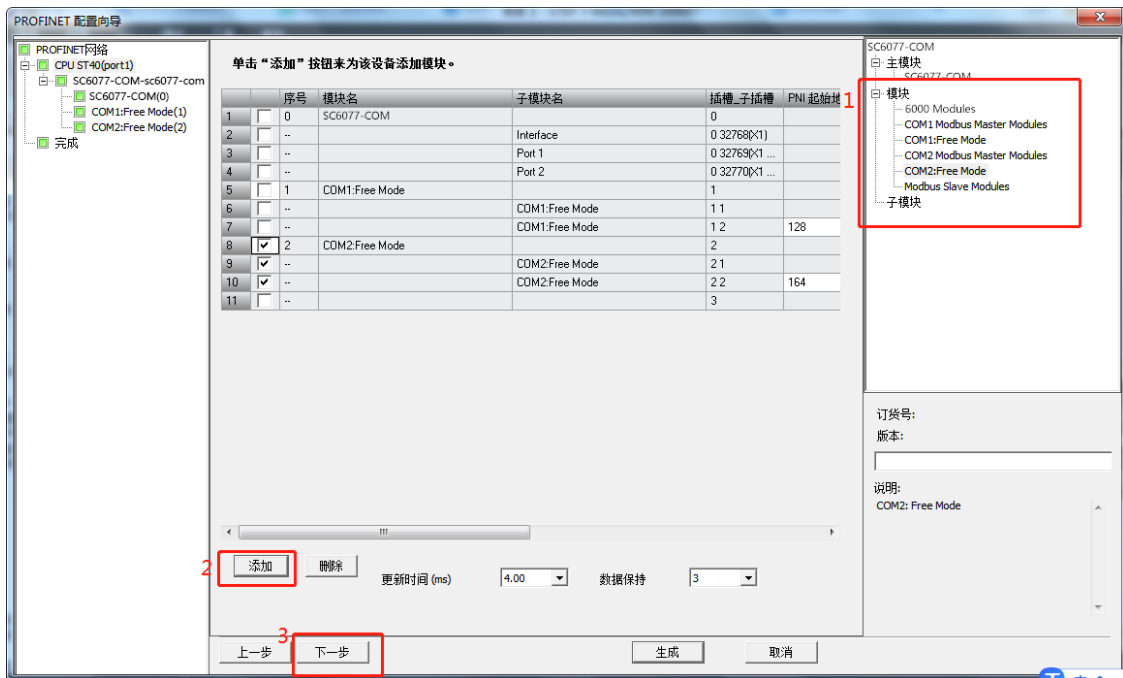 PROFINET 配置向导
PROFINET网络
CPU ST40(port1)
SC6077-COM-sc6077-com
SC6077-COM(0)
COM1:Free Mode(1)
COM2:Free Mode(2)
完成
单击“添加”按钮来为该设备添加模块。
序号 模块名 子模块名 插槽_子插槽 PNI 起始地
1 0 SC6077-COM 0
2 -- Interface 0 32768(X1)
3 -- Port 1 0 32769(X1 ...
4 -- Port 2 0 32770(X1 ...
5 1 COM1:Free Mode 1
6 -- COM1:Free Mode 1 1
7 -- COM1:Free Mode 1 2 128
8 2 COM2:Free Mode 2
9 -- COM2:Free Mode 2 1
10 -- COM2:Free Mode 2 2 164
11 -- 3
2
添加
删除
更新时间 (ms) 4.00
数据保持 3
3
上一步
下一步
生成
取消
SC6077-COM
主模块
SC6077-COM
1
模块
6000 Modules
COM1 Modbus Master Modules
COM1:Free Mode
COM2 Modbus Master Modules
COM2:Free Mode
Modbus Slave Modules
子模块
订货号:
版本:
说明:
COM2: Free Mode